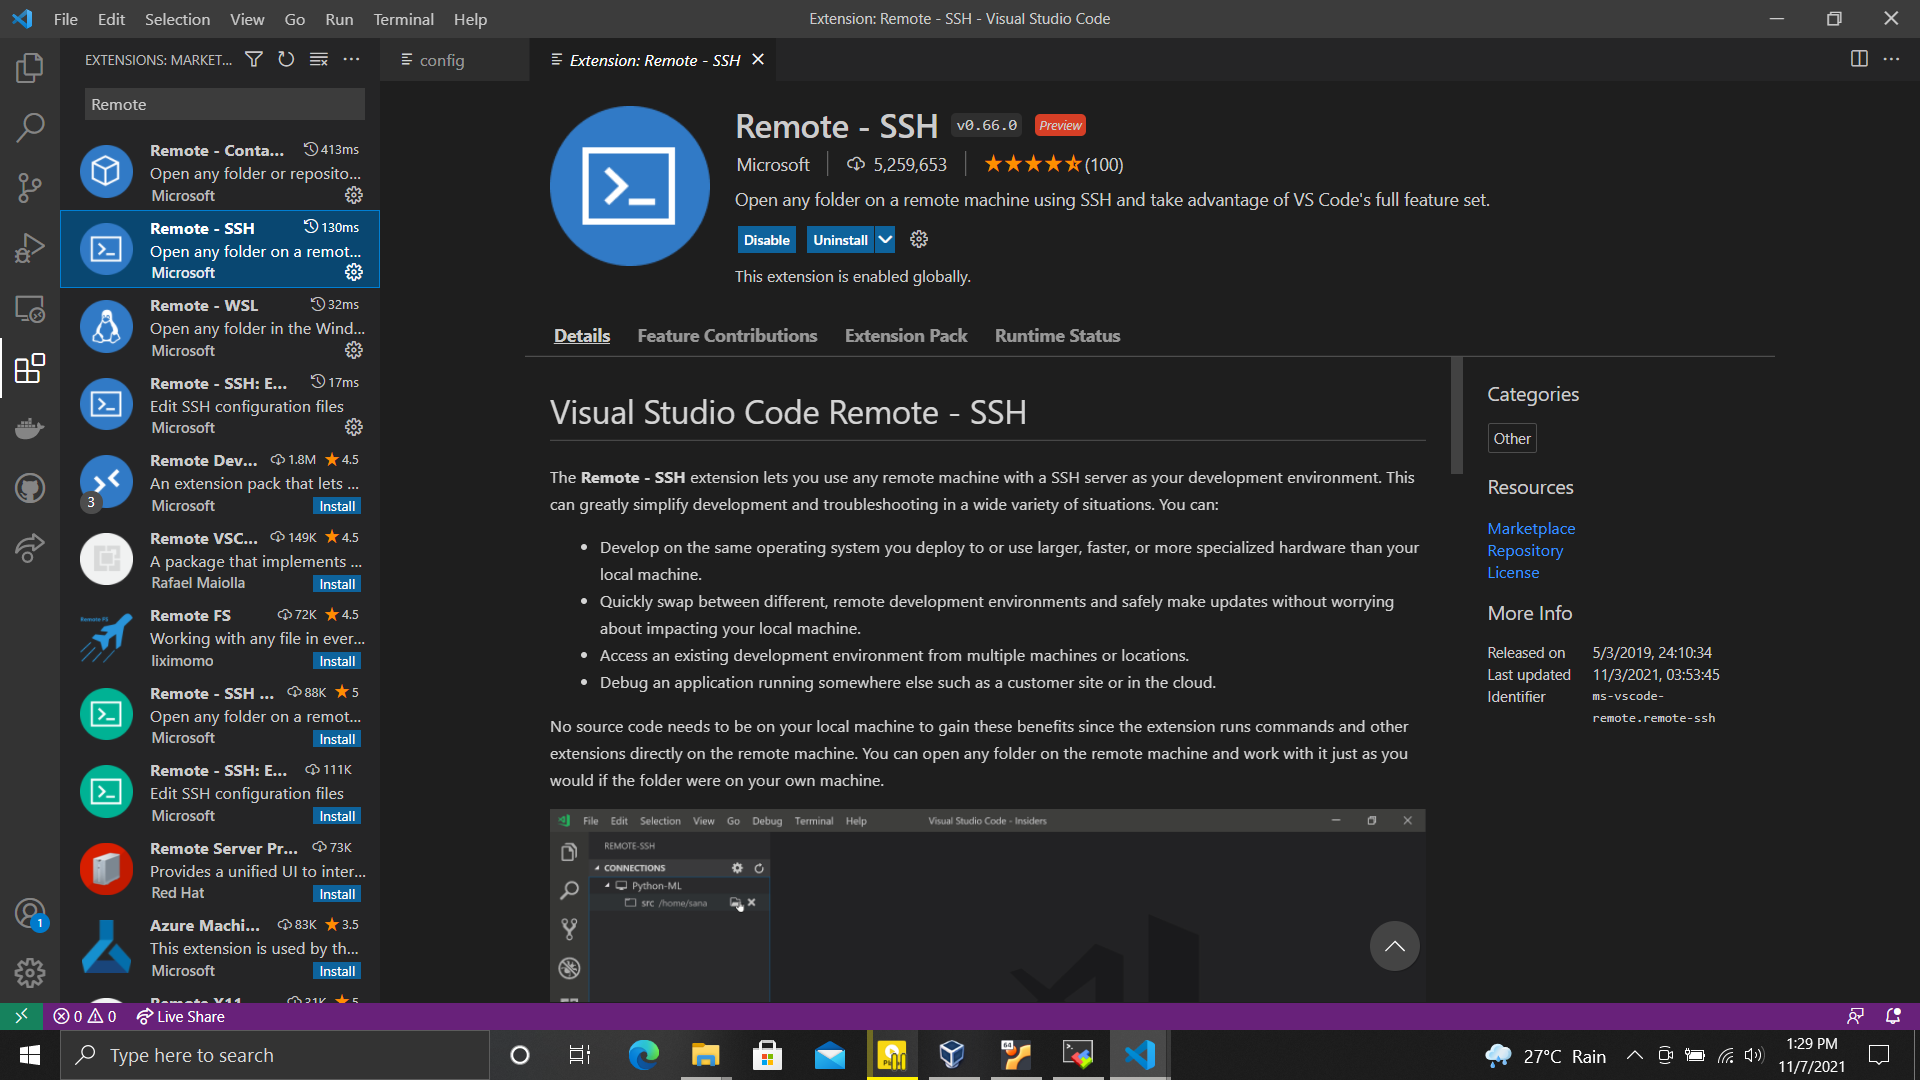 File Edit Selection View Go Run Terminal Help
Extension: Remote - SSH - Visual Studio Code
EXTENSIONS: MARKET...
config
Extension: Remote - SSH
Remote
Remote - Conta... 413ms
Open any folder or reposito...
Microsoft
Remote - SSH 130ms
Open any folder on a remot...
Microsoft
Remote - WSL 32ms
Open any folder in the Wind...
Microsoft
Remote - SSH: E... 17ms
Edit SSH configuration files
Microsoft
Remote Dev... 1.8M 4.5
An extension pack that lets ...
3
Microsoft Install
Remote VSC... 149K 4.5
A package that implements ...
Rafael Maiolla Install
Remote FS 72K 4.5
Remote FS
Working with any file in ever...
liximomo Install
Remote - SSH ... 88K 5
Open any folder on a remot...
Microsoft Install
Remote - SSH: E... 111K
Edit SSH configuration files
Microsoft Install
Remote Server Pr... 73K
Provides a unified UI to inter...
Red Hat Install
Azure Machi... 83K 3.5
This extension is used by th...
Microsoft Install
Remote X11 31K 5
Remote - SSH v0.66.0 Preview
Microsoft 5,259,653 (100)
Open any folder on a remote machine using SSH and take advantage of VS Code's full feature set.
Disable Uninstall
This extension is enabled globally.
Details Feature Contributions Extension Pack Runtime Status
Visual Studio Code Remote - SSH
The Remote - SSH extension lets you use any remote machine with a SSH server as your development environment. This
can greatly simplify development and troubleshooting in a wide variety of situations. You can:
• Develop on the same operating system you deploy to or use larger, faster, or more specialized hardware than your
local machine.
• Quickly swap between different, remote development environments and safely make updates without worrying
about impacting your local machine.
• Access an existing development environment from multiple machines or locations.
• Debug an application running somewhere else such as a customer site or in the cloud.
No source code needs to be on your local machine to gain these benefits since the extension runs commands and other
extensions directly on the remote machine. You can open any folder on the remote machine and work with it just as you
would if the folder were on your own machine.
File Edit Selection View Go Debug Terminal Help Visual Studio Code - Insiders
REMOTE-SSH
CONNECTIONS
Python-ML
src /home/sana
Categories
Other
Resources
Marketplace
Repository
License
More Info
Released on 5/3/2019, 24:10:34
Last updated 11/3/2021, 03:53:45
Identifier ms-vscode-
remote.remote-ssh
1
0 0 Live Share
Type here to search
64
27°C Rain
1:29 PM
11/7/2021